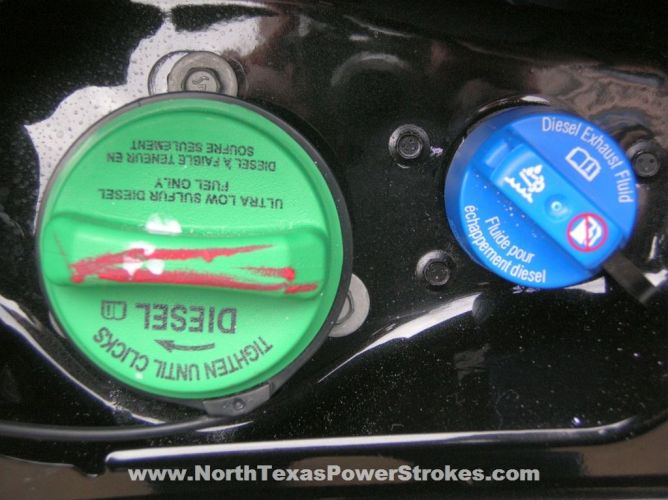 TIGHTEN UNTIL CLICKS
DIESEL
ULTRA LOW SULFUR DIESEL
FUEL ONLY
DIESEL À FAIBLE TENEUR EN
SOUFRE SEULEMENT
Diesel Exhaust Fluid
Fluide pour
échappement diesel
www.NorthTexasPowerStrokes.com